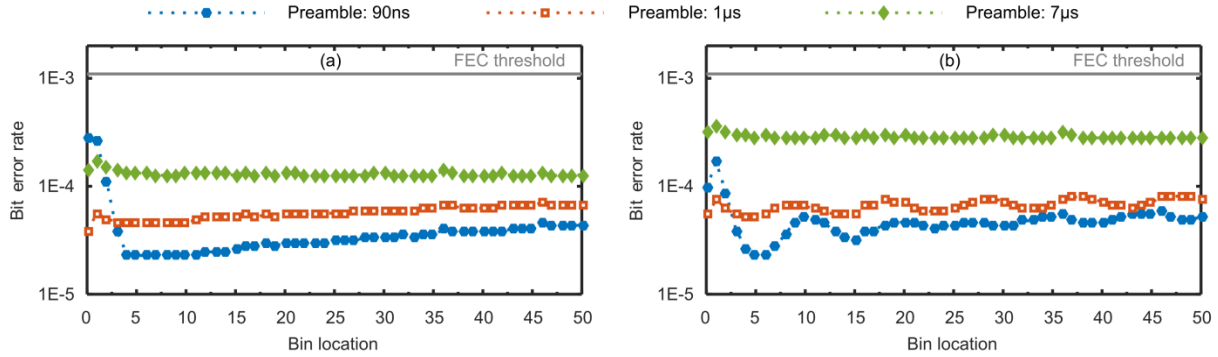 Preamble: 90ns Preamble: 1μs Preamble: 7μs
(a) FEC threshold
1E-3
1E-4
1E-5
Bit error rate
0 5 10 15 20 25 30 35 40 45 50
Bin location
(b) FEC threshold
1E-3
1E-4
1E-5
Bit error rate
0 5 10 15 20 25 30 35 40 45 50
Bin location